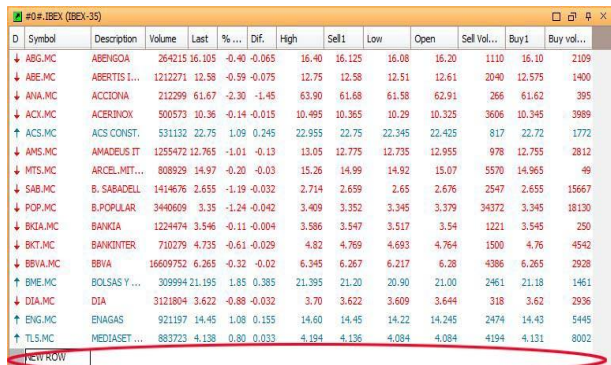 #0#.IBEX (IBEX-35)
D Symbol Description Volume Last % ... Dif. High Sell1 Low Open Sell Vol... Buy1 Buy vol...
ABG.MC ABENGOA 264215 16.105 -0.40 -0.065 16.40 16.125 16.08 16.20 1110 16.10 2109
ABE.MC ABERTIS I... 1212271 12.58 -0.59 -0.075 12.75 12.58 12.51 12.61 2040 12.575 1400
ANA.MC ACCIONA 212299 61.67 -2.30 -1.45 63.90 61.68 61.58 62.91 266 61.62 395
ACX.MC ACERINOX 500573 10.36 -0.14 -0.015 10.495 10.365 10.29 10.325 3606 10.345 3989
ACS.MC ACS CONST. 531132 22.75 1.09 0.245 22.955 22.75 22.345 22.425 817 22.72 1772
AMS.MC AMADEUS IT 1255472 12.765 -1.01 -0.13 13.05 12.775 12.735 12.955 978 12.755 2812
MTS.MC ARCEL.MIT... 808929 14.97 -0.20 -0.03 15.26 14.99 14.92 15.07 5570 14.965 49
SAB.MC B. SABADELL 1414676 2.655 -1.19 -0.032 2.714 2.659 2.65 2.676 2547 2.655 15667
POP.MC B.POPULAR 3440609 3.35 -1.24 -0.042 3.409 3.352 3.345 3.379 34372 3.345 18130
BKIA.MC BANKIA 1224474 3.546 -0.11 -0.004 3.586 3.547 3.517 3.54 1221 3.545 250
BKT.MC BANKINTER 710279 4.735 -0.61 -0.029 4.82 4.769 4.693 4.764 1500 4.76 4542
BBVA.MC BBVA 16609752 6.265 -0.32 -0.02 6.345 6.267 6.217 6.28 4386 6.265 2928
BME.MC BOLSAS Y ... 309994 21.195 1.85 0.385 21.395 21.20 20.90 21.00 2461 21.18 1461
DIA.MC DIA 3121804 3.622 -0.88 -0.032 3.70 3.622 3.609 3.644 318 3.62 2936
ENG.MC ENAGAS 921197 14.45 1.08 0.155 14.60 14.45 14.22 14.245 2474 14.43 5445
TL5.MC MEDIASET ... 883723 4.138 0.80 0.033 4.194 4.136 4.084 4.084 4194 4.131 8002
NEW ROW